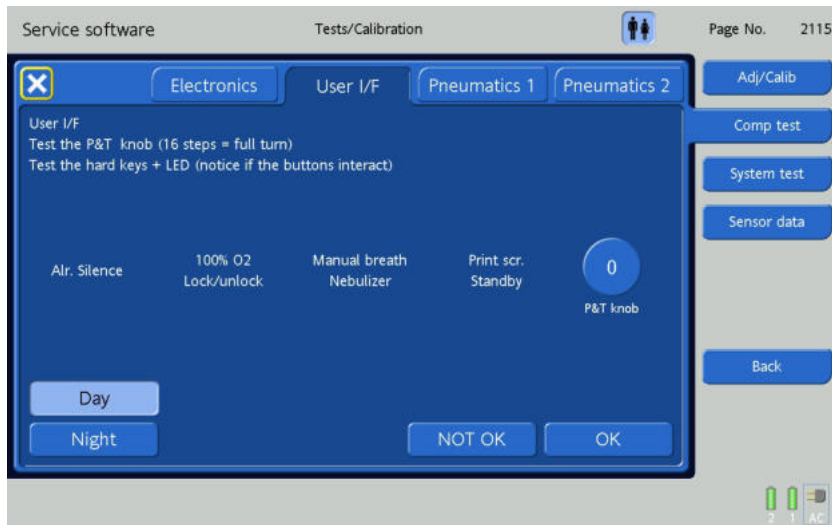 Service software
Tests/Calibration
Page No. 2115
Electronics
User I/F
Pneumatics 1
Pneumatics 2
Adj/Calib
Comp test
System test
Sensor data
Back
User I/F
Test the P&T knob (16 steps = full turn)
Test the hard keys + LED (notice if the buttons interact)
Alr. Silence
100% O2
Lock/unlock
Manual breath
Nebulizer
Print scr.
Standby
0
P&T knob
Day
Night
NOT OK
OK
2 1 AC